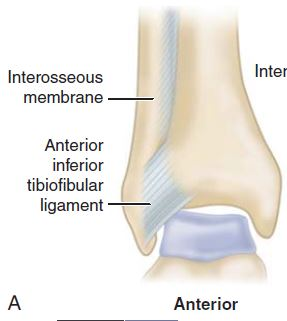 Interosseous
membrane
Inter
Anterior
inferior
tibiofibular
ligament
A
Anterior